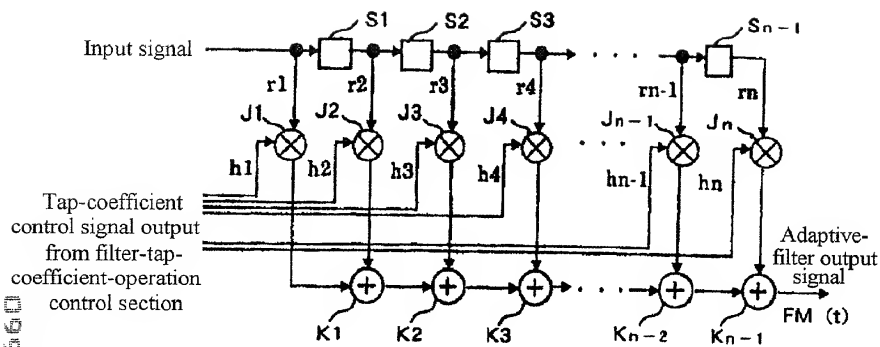 S1 S2 S3 Sn-1
Input signal
r1 r2 r3 r4 rn-1 rn
J1 J2 J3 J4 Jn-1 Jn
h1 h2 h3 h4 hn-1 hn
Tap-coefficient
control signal output
from filter-tap-
coefficient-operation
control section
Adaptive-
filter output
signal
FM (t)
K1 K2 K3 Kn-2 Kn-1